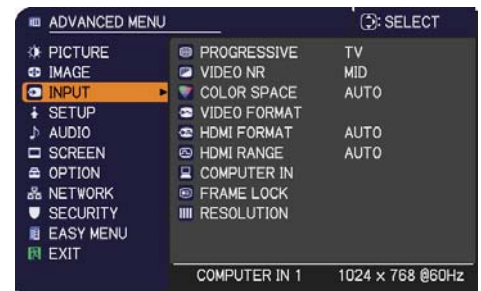 ADVANCED MENU : SELECT
PICTURE
IMAGE
INPUT
SETUP
AUDIO
SCREEN
OPTION
NETWORK
SECURITY
EASY MENU
EXIT
PROGRESSIVE TV
VIDEO NR MID
COLOR SPACE AUTO
VIDEO FORMAT
HDMI FORMAT AUTO
HDMI RANGE AUTO
COMPUTER IN
FRAME LOCK
RESOLUTION
COMPUTER IN 1 1024 x 768 @60Hz